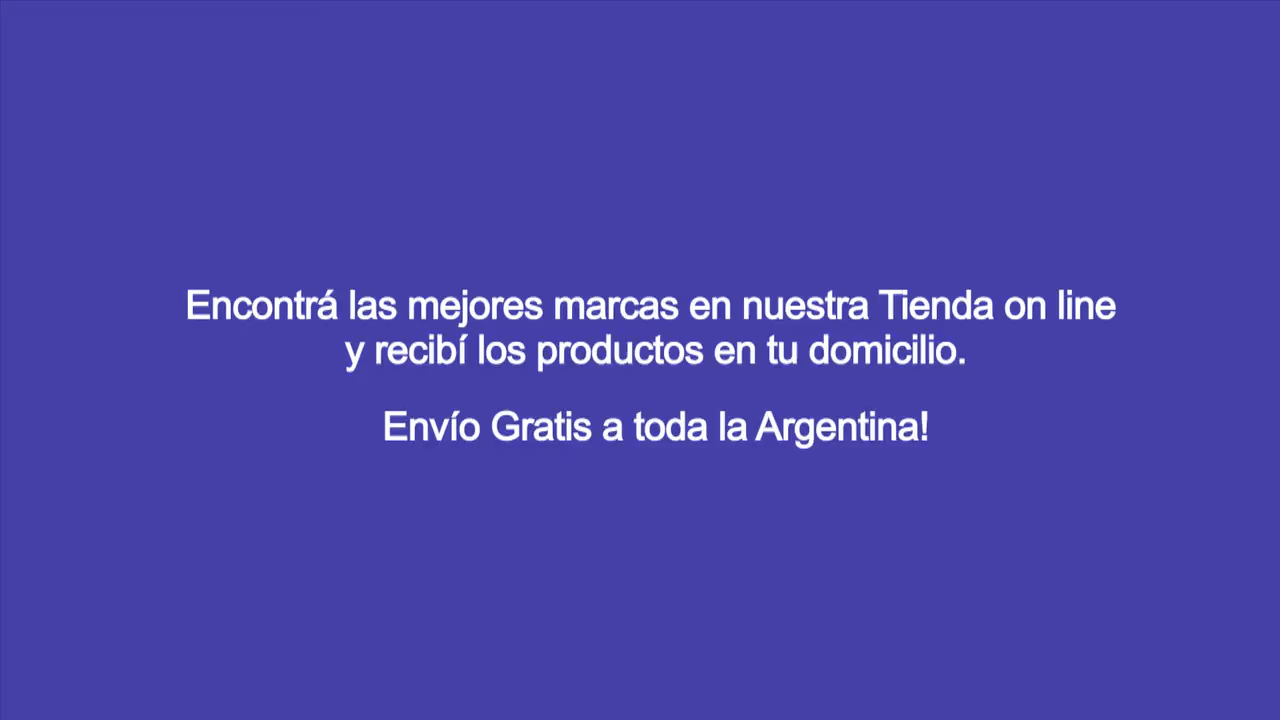 Encontrá las mejores marcas en nuestra Tienda on line
y recibí los productos en tu domicilio.
Envío Gratis a toda la Argentina!